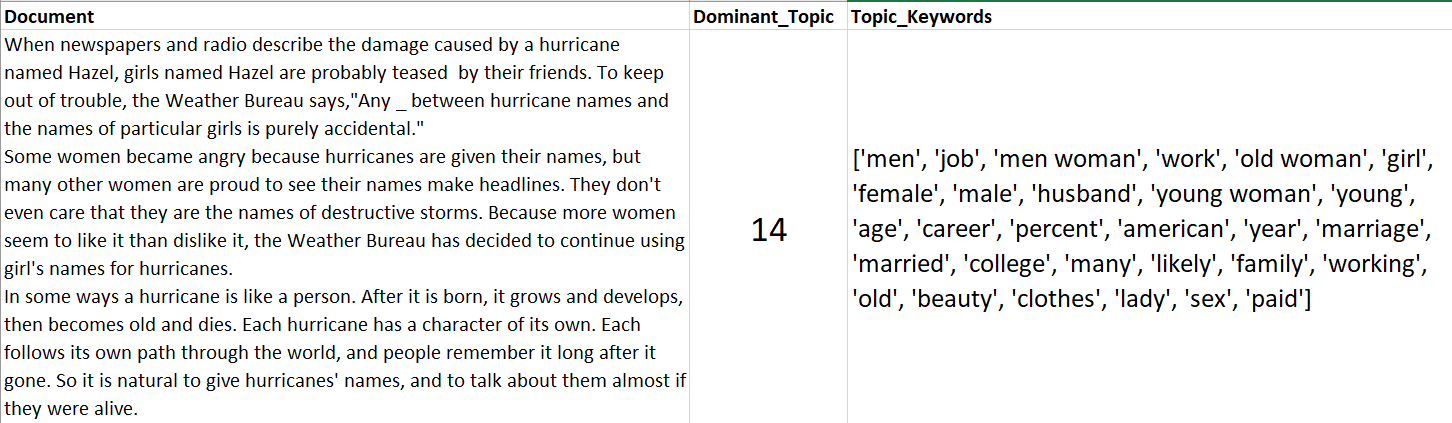 Document Dominant_Topic Topic_Keywords
When newspapers and radio describe the damage caused by a hurricane
named Hazel, girls named Hazel are probably teased  by their friends. To keep
out of trouble, the Weather Bureau says,"Any _ between hurricane names and
the names of particular girls is purely accidental."
Some women became angry because hurricanes are given their names, but
many other women are proud to see their names make headlines. They don't
even care that they are the names of destructive storms. Because more women
seem to like it than dislike it, the Weather Bureau has decided to continue using
girl's names for hurricanes.
In some ways a hurricane is like a person. After it is born, it grows and develops,
then becomes old and dies. Each hurricane has a character of its own. Each
follows its own path through the world, and people remember it long after it
gone. So it is natural to give hurricanes' names, and to talk about them almost if
they were alive.
14
['men', 'job', 'men woman', 'work', 'old woman', 'girl',
'female', 'male', 'husband', 'young woman', 'young',
'age', 'career', 'percent', 'american', 'year', 'marriage',
'married', 'college', 'many', 'likely', 'family', 'working',
'old', 'beauty', 'clothes', 'lady', 'sex', 'paid']